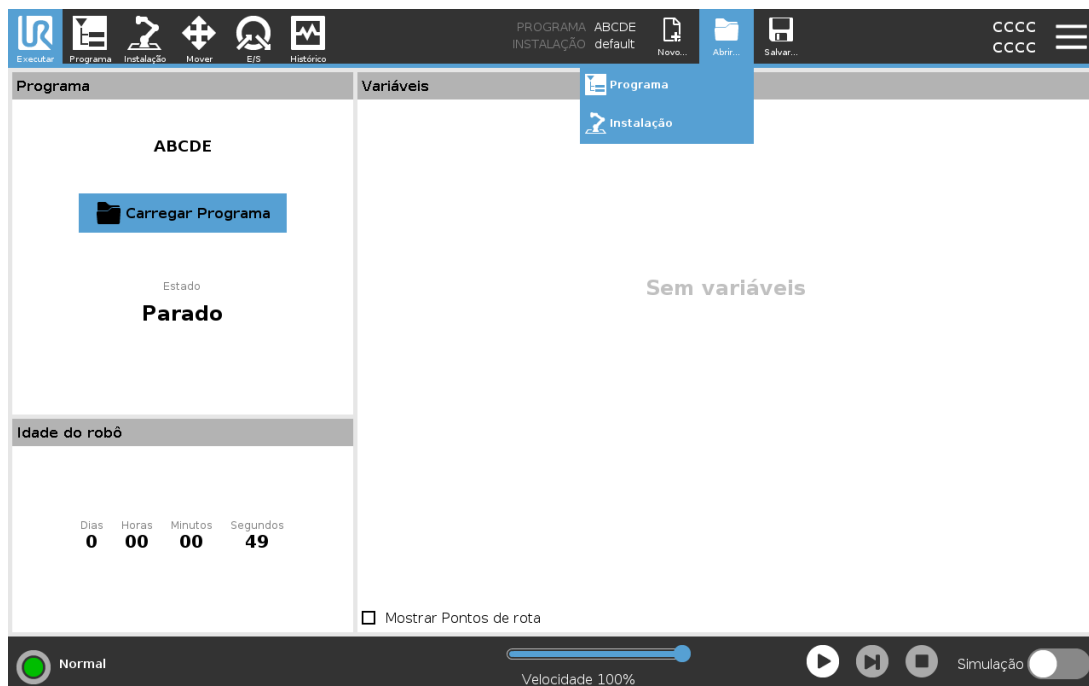 PROGRAMA ABCDE
INSTALAÇÃO default
CCCC
CCCC
Executar Programa Instalação Mover E/S Histórico Novo... Abrir... Salvar...
Programa
Instalação
Programa
ABCDE
Carregar Programa
Estado
Parado
Variáveis
Sem variáveis
Idade do robô
Dias Horas Minutos Segundos
0 00 00 49
Mostrar Pontos de rota
Normal
Velocidade 100%
Simulação